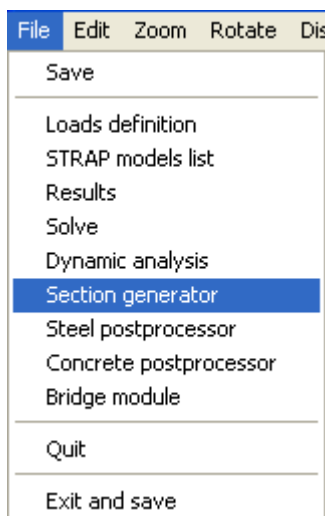 File Edit Zoom Rotate Dis
Save
Loads definition
STRAP models list
Results
Solve
Dynamic analysis
Section generator
Steel postprocessor
Concrete postprocessor
Bridge module
Quit
Exit and save